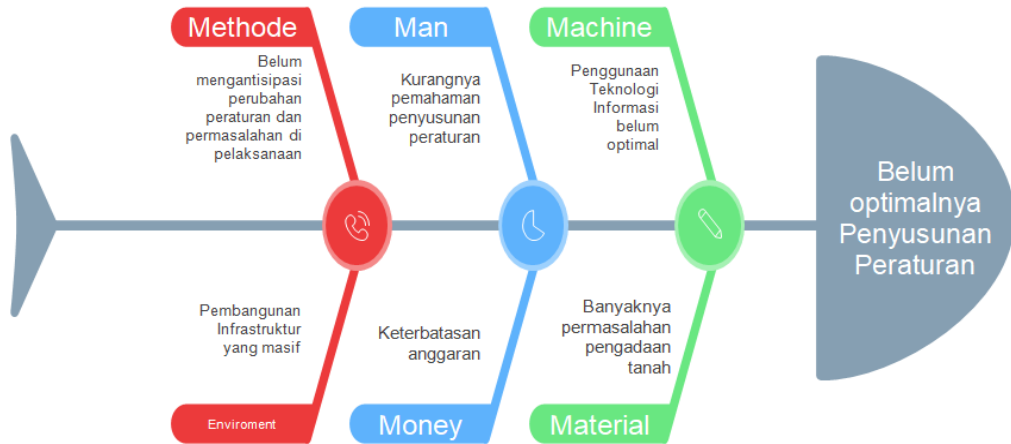 Methode
Belum
mengantisipasi
perubahan
peraturan dan
permasalahan di
pelaksanaan
Man
Kurangnya
pemahaman
penyusunan
peraturan
Machine
Penggunaan
Teknologi
Informasi
belum
optimal
Belum
optimalnya
Penyusunan
Peraturan
Pembangunan
Infrastruktur
yang masif
Enviroment
Keterbatasan
anggaran
Money
Banyaknya
permasalahan
pengadaan
tanah
Material